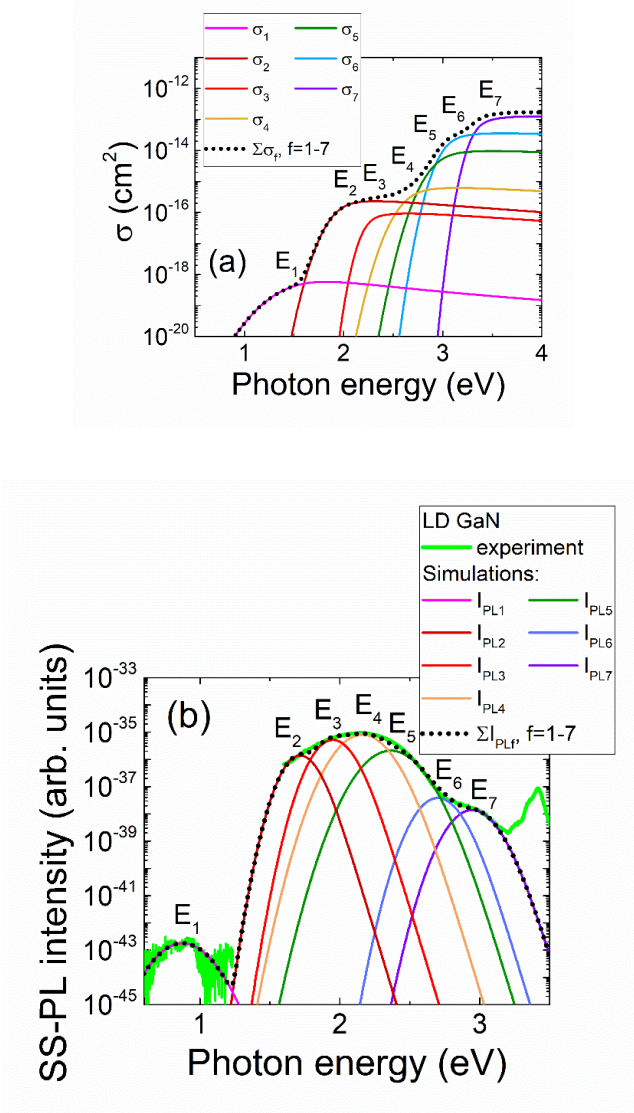 σ1 σ5
σ2 σ6
σ3 σ7
σ4
Σσf, f=1-7
10^-12
10^-14
10^-16
10^-18
10^-20
σ (cm^2)
E1
E2
E3
E4
E5
E6
E7
(a)
1 2 3 4
Photon energy (eV)
LD GaN
experiment
Simulations:
IPL1 IPL5
IPL2 IPL6
IPL3 IPL7
IPL4
ΣIPLf, f=1-7
10^-33
10^-35
10^-37
10^-39
10^-41
10^-43
10^-45
SS-PL intensity (arb. units)
(b)
E1
E2
E3
E4
E5
E6
E7
1 2 3
Photon energy (eV)